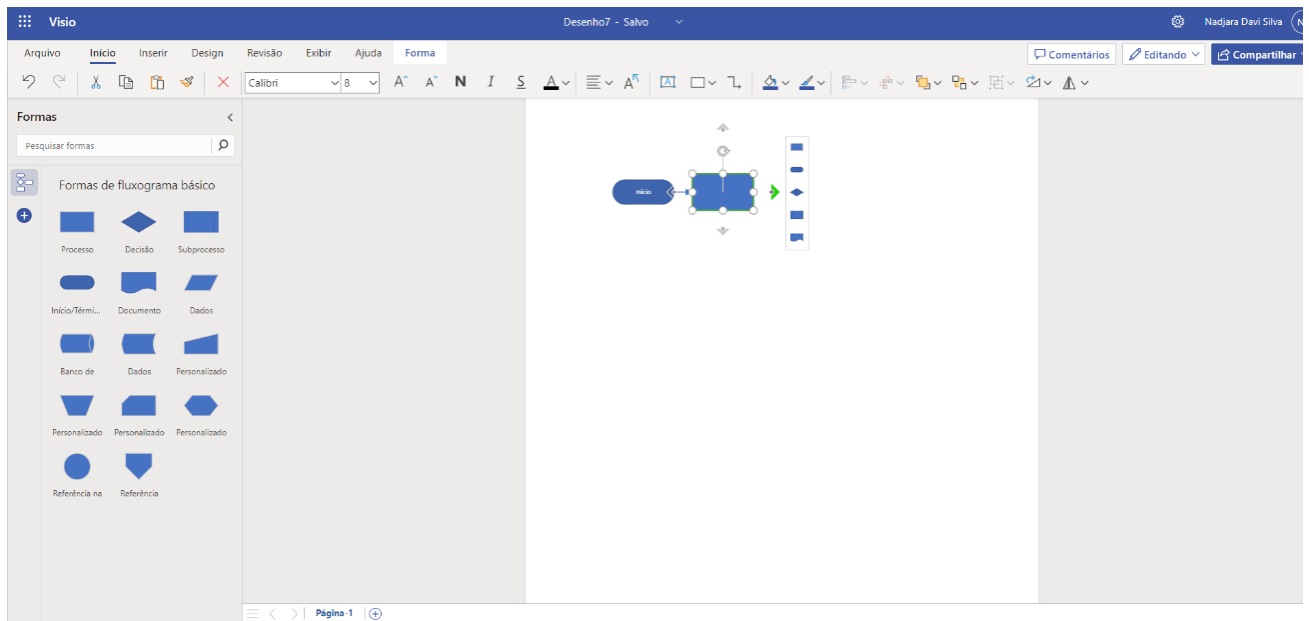 Visio
Desenho7 - Salvo
Nadjara Davi Silva
Arquivo Início Inserir Design Revisão Exibir Ajuda Forma
Comentários Editando Compartilhar
Calibri 8 N I S A
Formas
Pesquisar formas
Formas de fluxograma básico
Processo Decisão Subprocesso
Início/Térmi... Documento Dados
Banco de Dados Personalizado
Personalizado Personalizado Personalizado
Referência na Referência
Início
Página-1